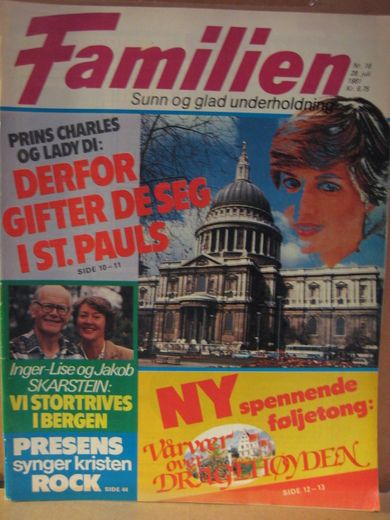 Familien
Nr. 16
28. juli
1981
Kr. 6,75
Sunn og glad underholdning
PRINS CHARLES
OG LADY DI:
DERFOR
GIFTER DE SEG
I ST. PAULS
SIDE 10–11
Inger-Lise og Jakob
SKARSTEIN:
VI STORTRIVES
I BERGEN
PRESENS
synger kristen
ROCK SIDE 44
NY spennende
føljetong:
Vårvær
over
DRAGEHØYDEN
SIDE 12–13